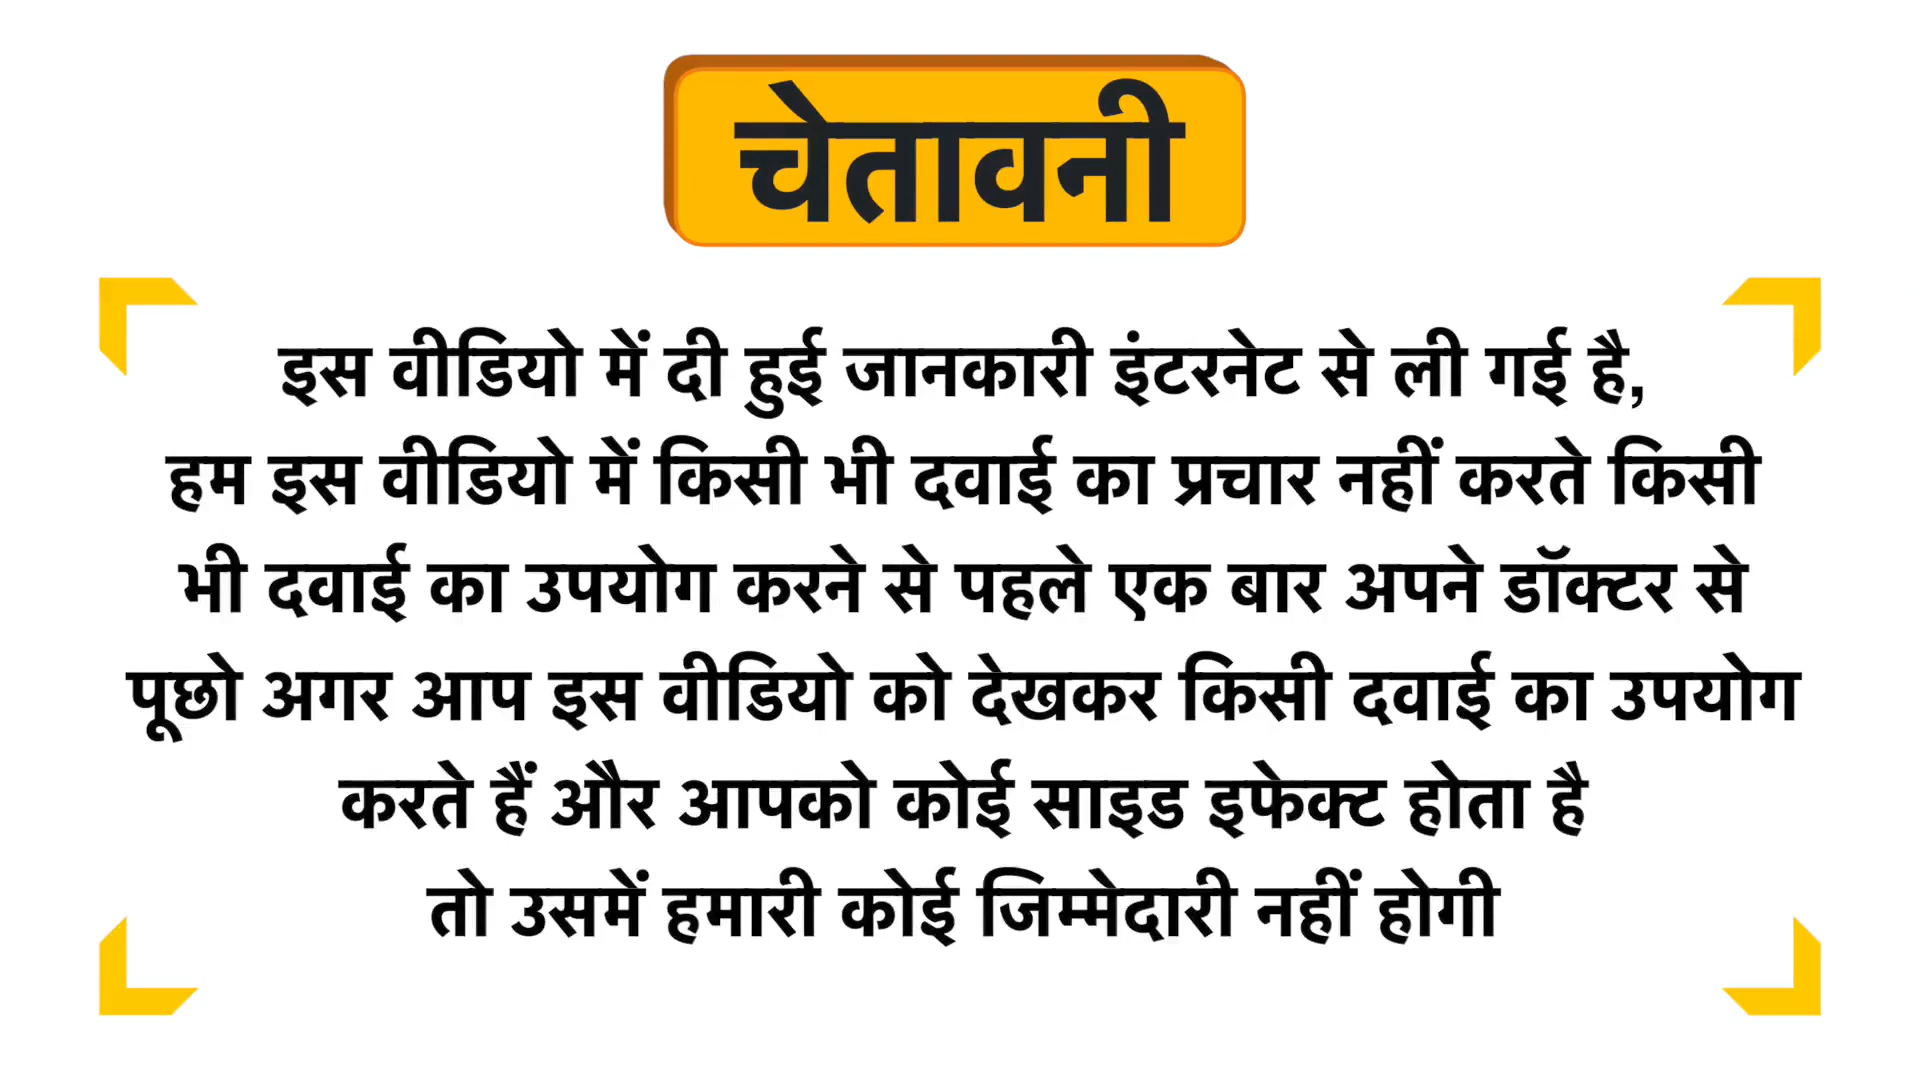 चेतावनी
इस वीडियो में दी हुई जानकारी इंटरनेट से ली गई है,
हम इस वीडियो में किसी भी दवाई का प्रचार नहीं करते किसी
भी दवाई का उपयोग करने से पहले एक बार अपने डॉक्टर से
पूछो अगर आप इस वीडियो को देखकर किसी दवाई का उपयोग
करते हैं और आपको कोई साइड इफेक्ट होता है
तो उसमें हमारी कोई जिम्मेदारी नहीं होगी